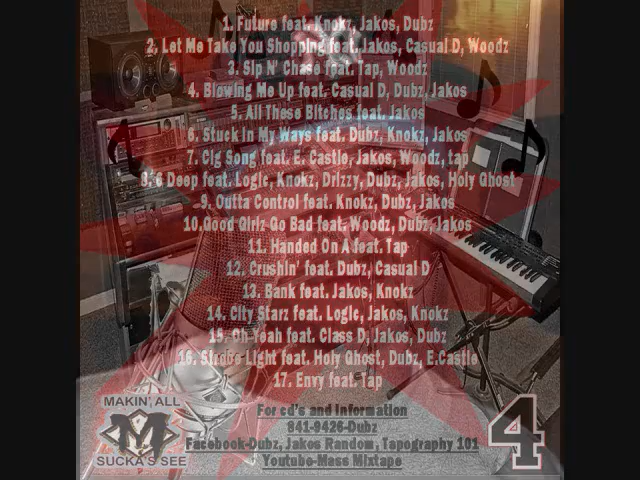 1. Future feat. Knokz, Jakos, Dubz
2. Let Me Take You Shopping feat. Jakos, Casual D, Woodz
3. Sip N' Chase feat. Tap, Woodz
4. Blowing Me Up feat. Casual D, Dubz, Jakos
5. All These Bitches feat. Jakos
6. Stuck In My Ways feat. Dubz, Knokz, Jakos
7. Cig Song feat. E. Castle, Jakos, Woodz, tap
8. 6 Deep feat. Logic, Knokz, Drizzy, Dubz, Jakos, Holy Ghost
9. Outta Control feat. Knokz, Dubz, Jakos
10. Good Girlz Go Bad feat. Woodz, Dubz, Jakos
11. Handed On A feat. Tap
12. Crushin' feat. Dubz, Casual D
13. Bank feat. Jakos, Knokz
14. City Starz feat. Logic, Jakos, Knokz
15. Oh Yeah feat. Class D, Jakos, Dubz
16. Strobe Light feat. Holy Ghost, Dubz, E.Castle
17. Envy feat. Tap
MAKIN' ALL
M
SUCKA'S SEE
For cd's and information
841-9426-Dubz
Facebook-Dubz, Jakos Random, Tapography 101
Youtube-Mass Mixtape
4